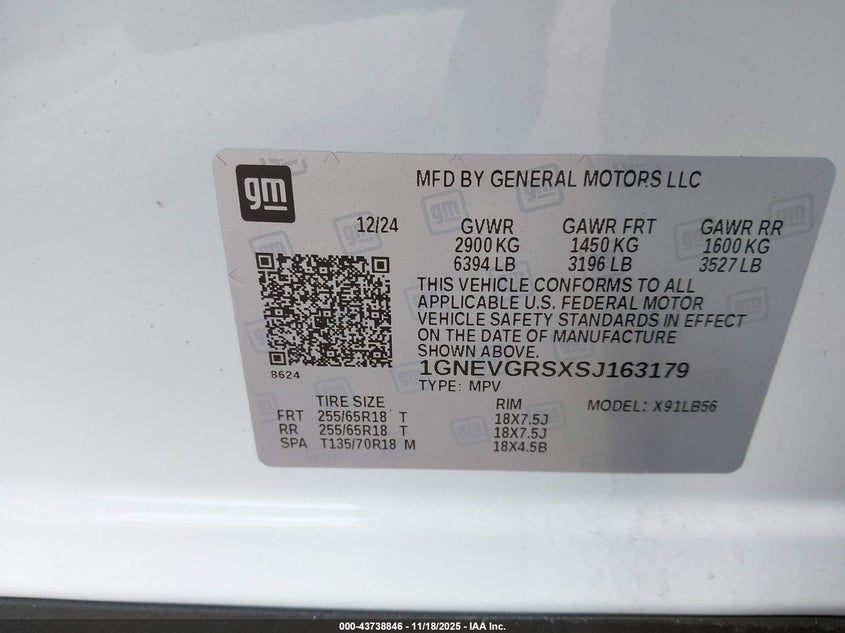 gm
MFD BY GENERAL MOTORS LLC
12/24
GVWR GAWR FRT GAWR RR
2900 KG 1450 KG 1600 KG
6394 LB 3196 LB 3527 LB
THIS VEHICLE CONFORMS TO ALL
APPLICABLE U.S. FEDERAL MOTOR
VEHICLE SAFETY STANDARDS IN EFFECT
ON THE DATE OF MANUFACTURE
SHOWN ABOVE.
8624
1GNEVGRSXSJ163179
TYPE: MPV
TIRE SIZE RIM MODEL: X91LB56
FRT 255/65R18 T 18X7.5J
RR 255/65R18 T 18X7.5J
SPA T135/70R18 M 18X4.5B
000-43738846 - 11/18/2025 - IAA Inc.